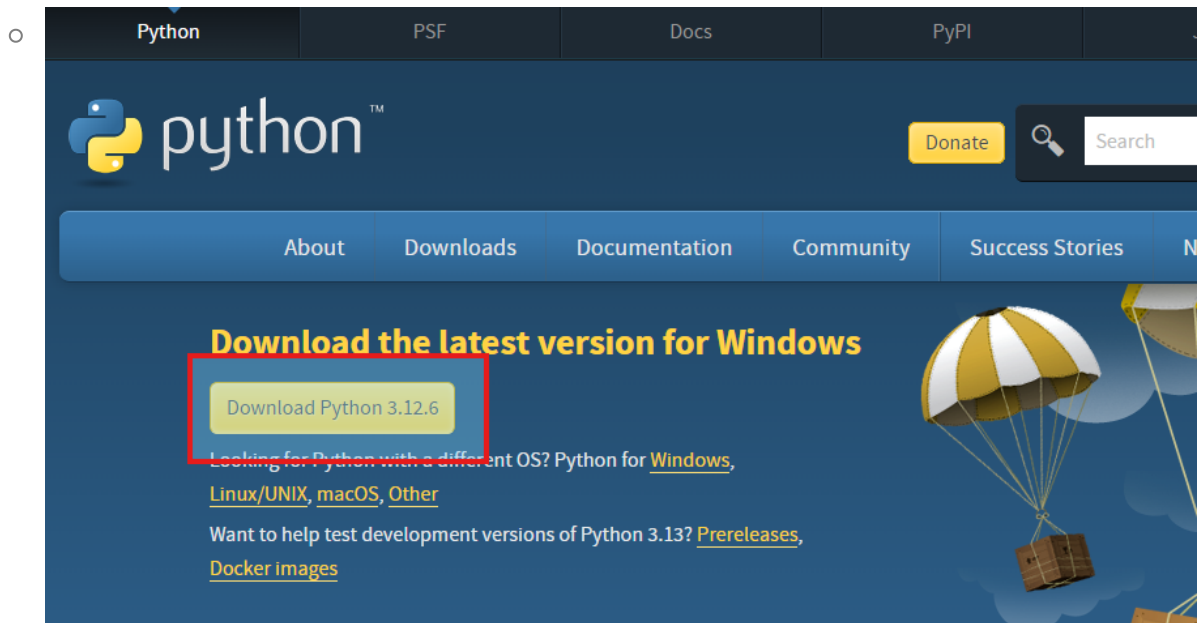 Python PSF Docs PyPI
python™
Donate Search
About Downloads Documentation Community Success Stories N
Download the latest version for Windows
Download Python 3.12.6
Looking for Python with a different OS? Python for Windows,
Linux/UNIX, macOS, Other
Want to help test development versions of Python 3.13? Prereleases,
Docker images